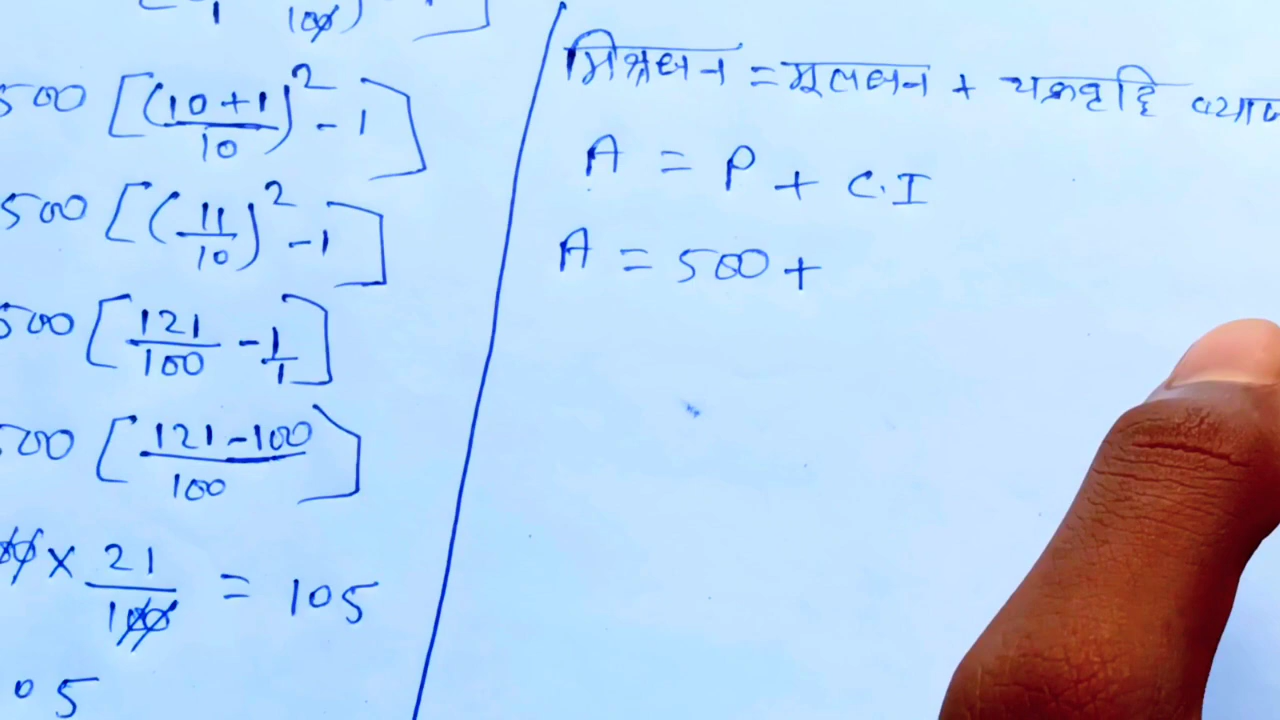 500 [(10+1/10)² - 1]
500 [(11/10)² - 1]
500 [121/100 - 1/1]
500 [121-100/100]
× 21/100 = 105
05
मिश्रधन = मूलधन + चक्रवृद्धि ब्याज
A = P + C.I
A = 500 +